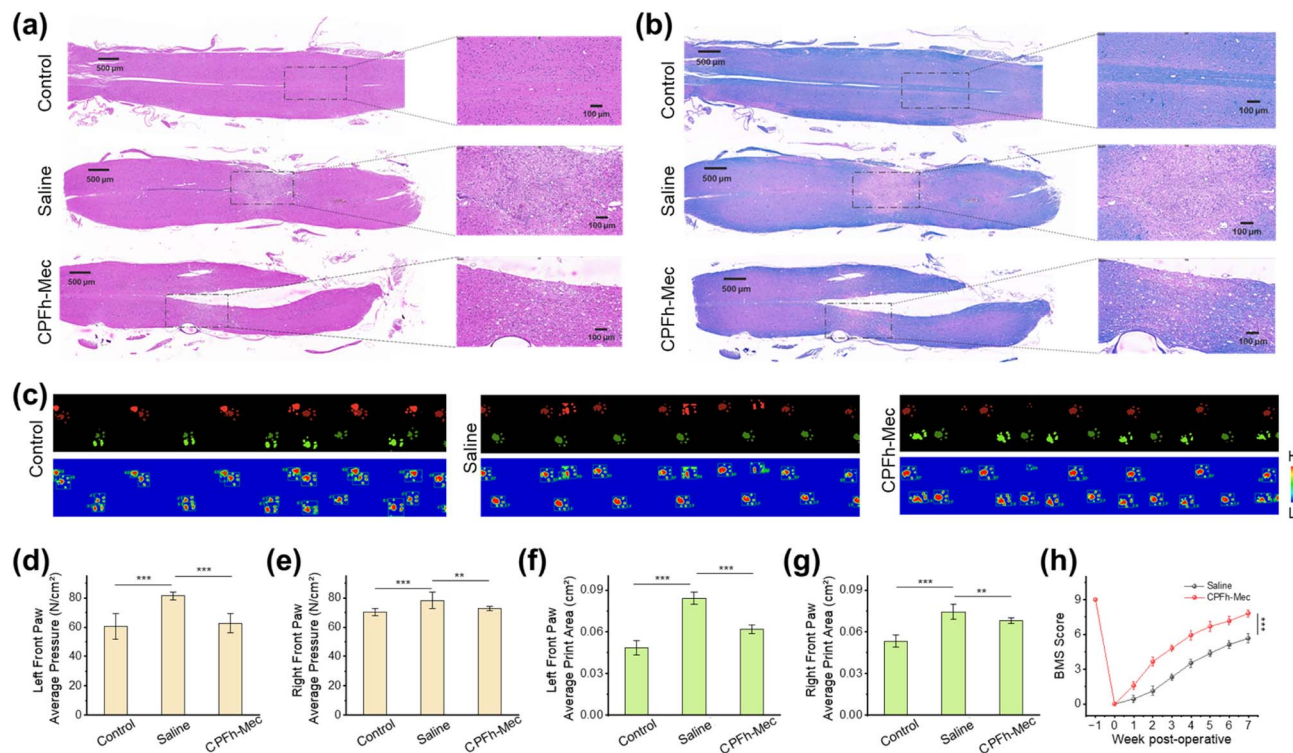 (a)
Control
500 µm
100 µm
Saline
500 µm
100 µm
CPFh-Mec
500 µm
100 µm
(b)
Control
500 µm
100 µm
Saline
500 µm
100 µm
CPFh-Mec
500 µm
100 µm
(c)
Control
Saline
CPFh-Mec
H
L
(d)
Left Front Paw
Average Pressure (N/cm²)
80
60
40
20
0
***
***
Control
Saline
CPFh-Mec
(e)
Right Front Paw
Average Pressure (N/cm²)
80
60
40
20
0
***
**
Control
Saline
CPFh-Mec
(f)
Left Front Paw
Average Print Area (cm²)
0.09
0.06
0.03
0.00
***
***
Control
Saline
CPFh-Mec
(g)
Right Front Paw
Average Print Area (cm²)
0.09
0.06
0.03
0.00
***
**
Control
Saline
CPFh-Mec
(h)
Saline
CPFh-Mec
BMS Score
9
6
3
0
***
−1 0 1 2 3 4 5 6 7
Week post-operative